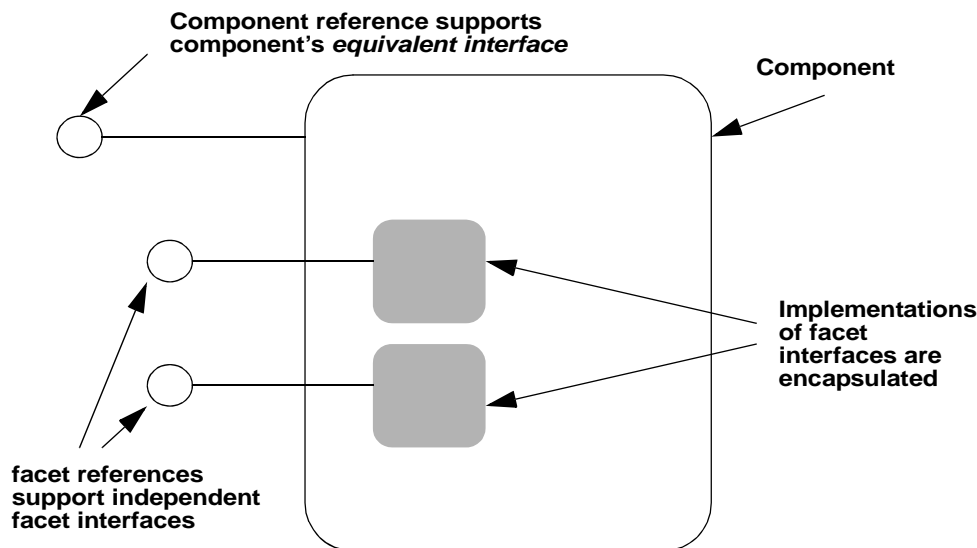 Component reference supports
component’s equivalent interface
Component
Implementations
of facet
interfaces are
encapsulated
facet references
support independent
facet interfaces